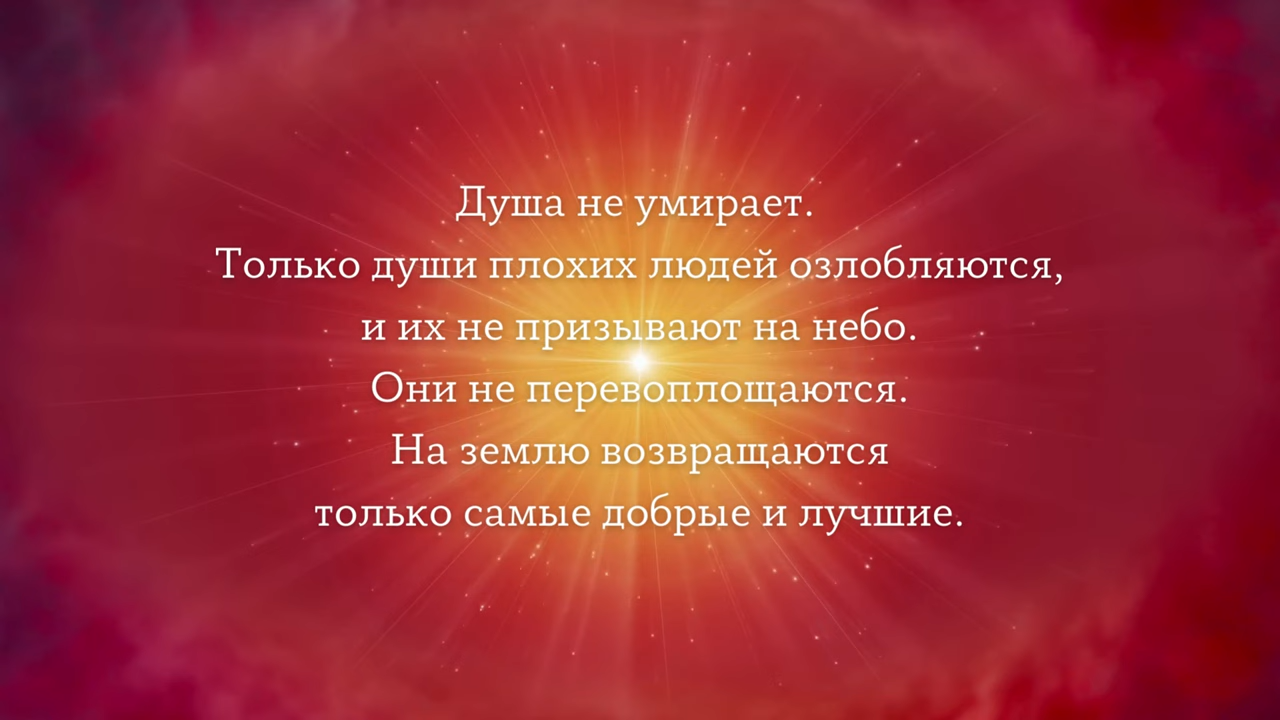 Душа не умирает.
Только души плохих людей озлобляются,
и их не призывают на небо.
Они не перевоплощаются.
На землю возвращаются
только самые добрые и лучшие.